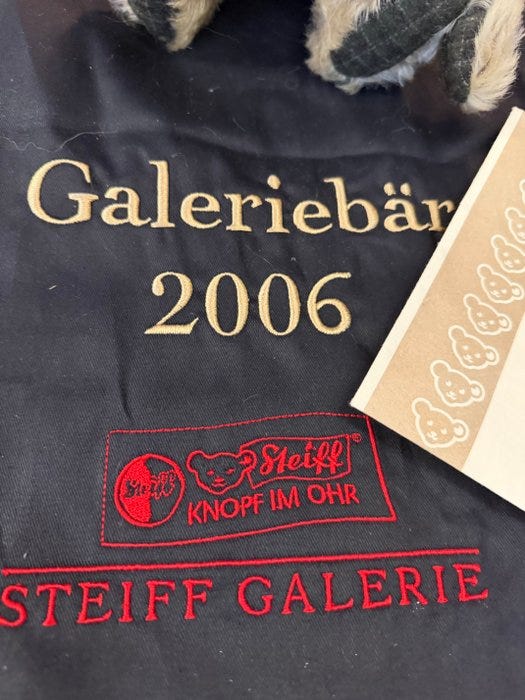 Galeriebär
2006
Steiff
Steiff®
KNOPF IM OHR
STEIFF GALERIE